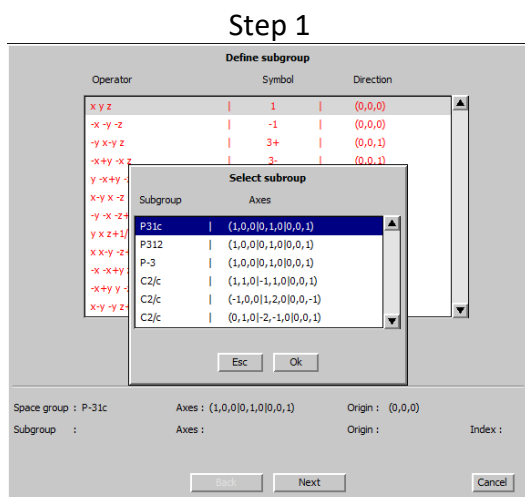 Step 1
Define subgroup
Operator Symbol Direction
x y z | 1 | (0,0,0)
-x -y -z | -1 | (0,0,0)
-y x-y z | 3+ | (0,0,1)
-x+y -x z | 3- | (0,0,1)
y -x+y -
x-y x -z
-y -x -z+
y x z+1/
x x-y -z+
-x -x+y
-x+y y -
x-y -y z+
Select subroup
Subgroup Axes
P31c | (1,0,0|0,1,0|0,0,1)
P312 | (1,0,0|0,1,0|0,0,1)
P-3 | (1,0,0|0,1,0|0,0,1)
C2/c | (1,1,0|-1,1,0|0,0,1)
C2/c | (-1,0,0|1,2,0|0,0,-1)
C2/c | (0,1,0|-2,-1,0|0,0,1)
Esc Ok
Space group : P-31c Axes : (1,0,0|0,1,0|0,0,1) Origin : (0,0,0)
Subgroup : Axes : Origin : Index :
Back Next Cancel